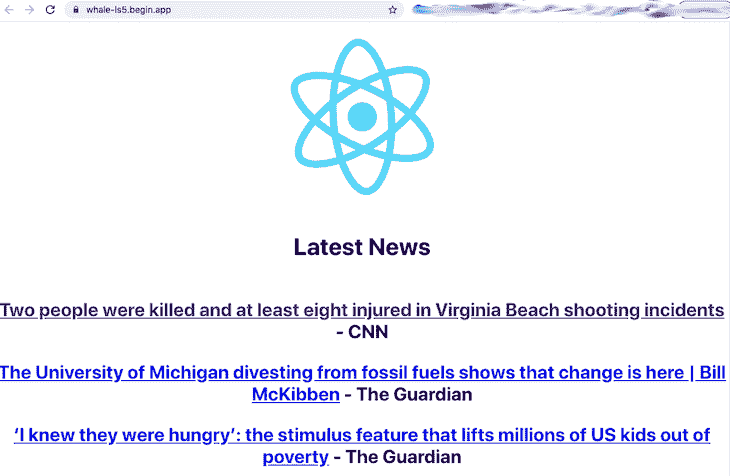 whale-ls5.begin.app
Latest News
Two people were killed and at least eight injured in Virginia Beach shooting incidents
- CNN
The University of Michigan divesting from fossil fuels shows that change is here | Bill
McKibben - The Guardian
‘I knew they were hungry’: the stimulus feature that lifts millions of US kids out of
poverty - The Guardian